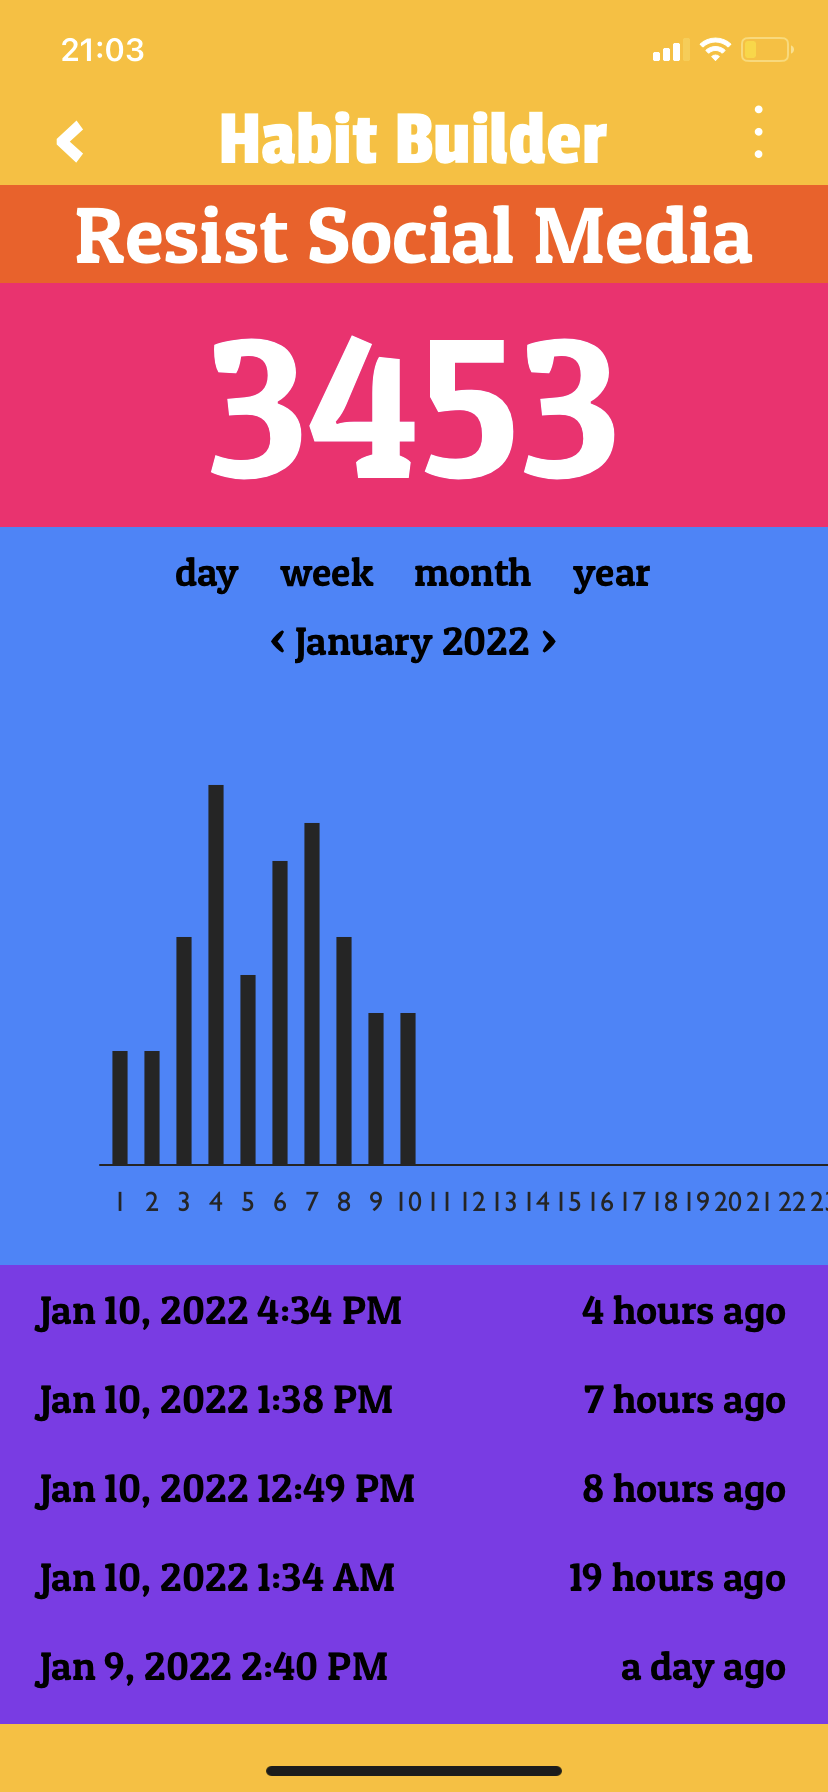 21:03
Habit Builder
Resist Social Media
3453
day week month year
‹ January 2022 ›
1 2 3 4 5 6 7 8 9 10 11 12 13 14 15 16 17 18 19 20 21 22
Jan 10, 2022 4:34 PM 4 hours ago
Jan 10, 2022 1:38 PM 7 hours ago
Jan 10, 2022 12:49 PM 8 hours ago
Jan 10, 2022 1:34 AM 19 hours ago
Jan 9, 2022 2:40 PM a day ago